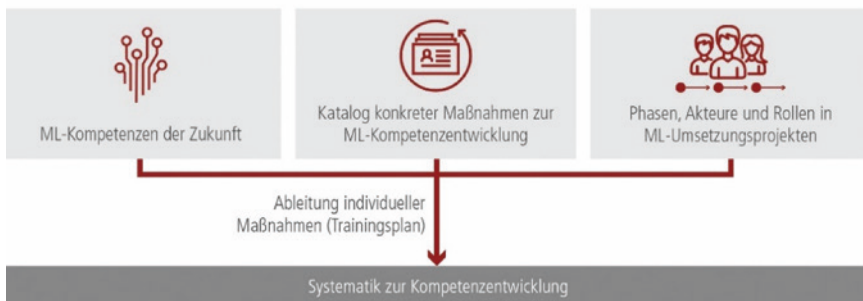 ML-Kompetenzen der Zukunft
Katalog konkreter Maßnahmen zur
ML-Kompetenzentwicklung
Phasen, Akteure und Rollen in
ML-Umsetzungsprojekten
Ableitung individueller
Maßnahmen (Trainingsplan)
Systematik zur Kompetenzentwicklung